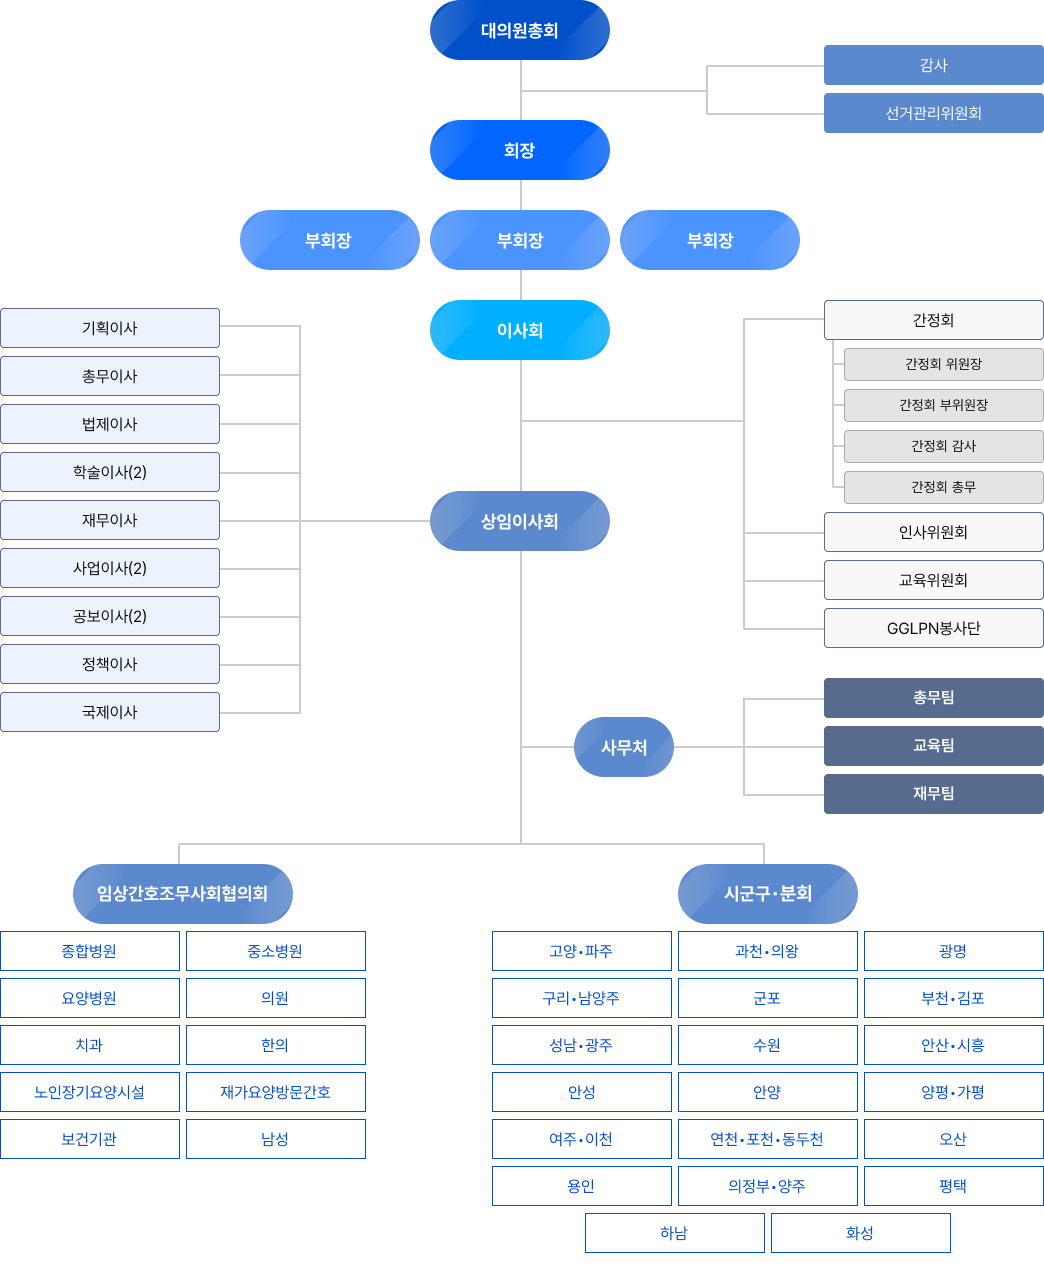 대의원총회
감사
선거관리위원회
회장
부회장
부회장
부회장
이사회
기획이사
총무이사
법제이사
학술이사(2)
재무이사
사업이사(2)
공보이사(2)
정책이사
국제이사
상임이사회
간정회
간정회 위원장
간정회 부위원장
간정회 감사
간정회 총무
인사위원회
교육위원회
GGLPN봉사단
사무처
총무팀
교육팀
재무팀
임상간호조무사회협의회
종합병원
중소병원
요양병원
의원
치과
한의
노인장기요양시설
재가요양방문간호
보건기관
남성
시군구·분회
고양·파주
과천·의왕
광명
구리·남양주
군포
부천·김포
성남·광주
수원
안산·시흥
안성
안양
양평·가평
여주·이천
연천·포천·동두천
오산
용인
의정부·양주
평택
하남
화성